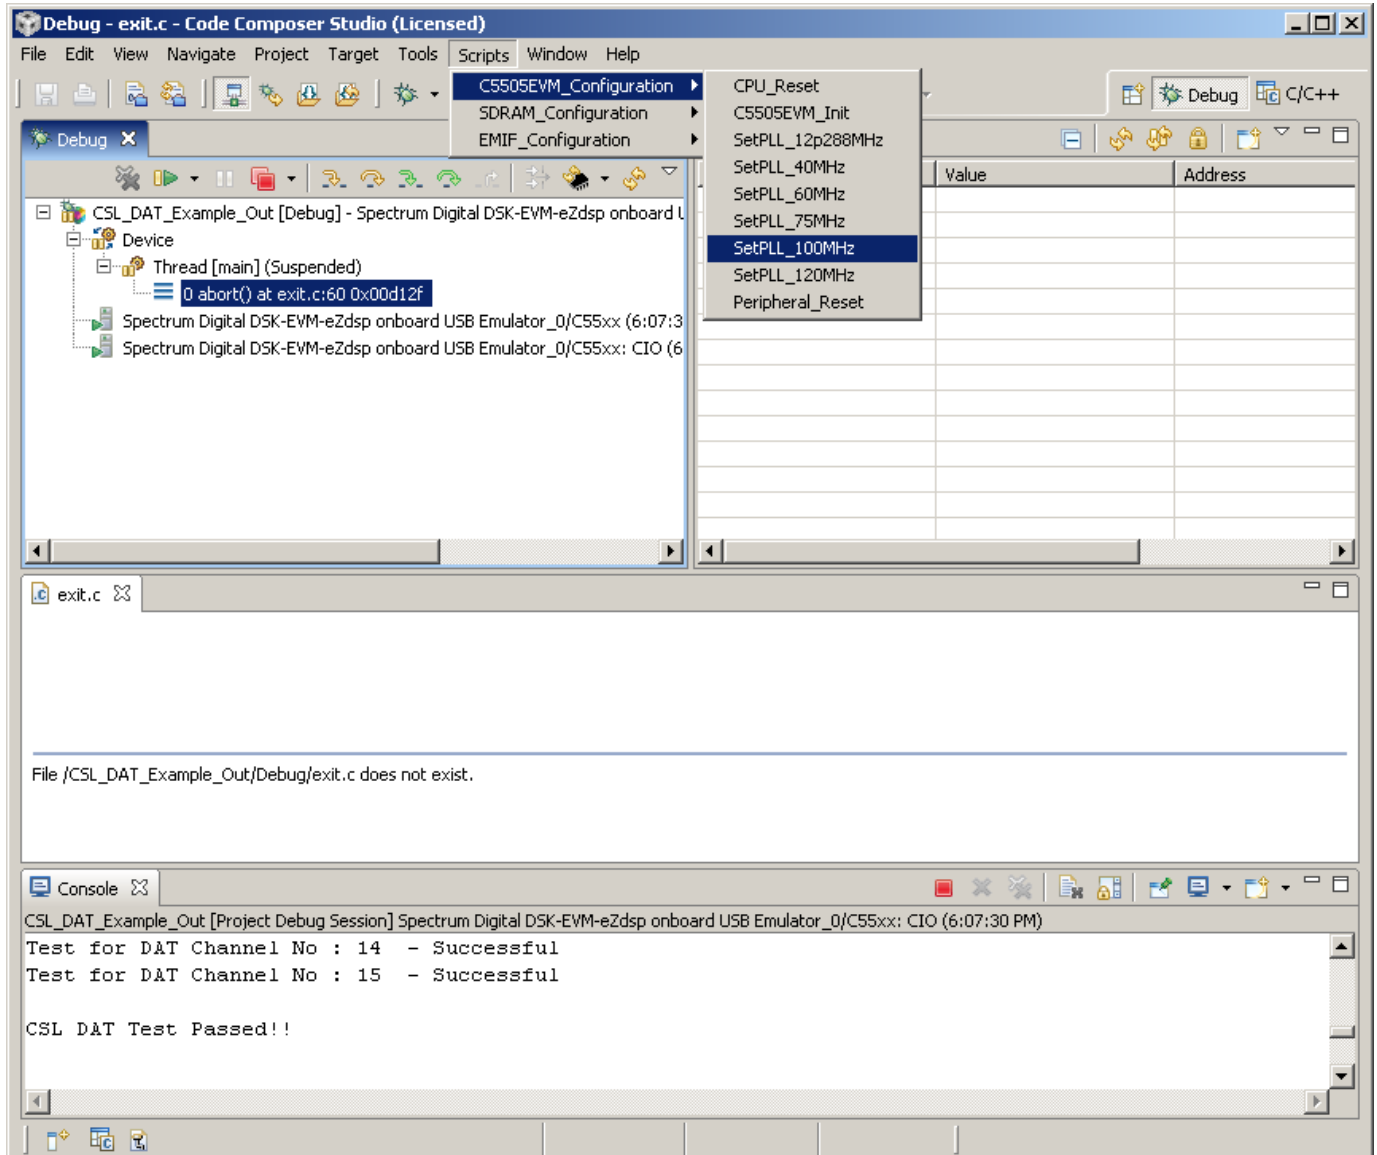 Debug - exit.c - Code Composer Studio (Licensed)
File Edit View Navigate Project Target Tools Scripts Window Help
C5505EVM_Configuration
SDRAM_Configuration
EMIF_Configuration
CPU_Reset
C5505EVM_Init
SetPLL_12p288MHz
SetPLL_40MHz
SetPLL_60MHz
SetPLL_75MHz
SetPLL_100MHz
SetPLL_120MHz
Peripheral_Reset
Debug C/C++
Debug
Value Address
CSL_DAT_Example_Out [Debug] - Spectrum Digital DSK-EVM-eZdsp onboard U
Device
Thread [main] (Suspended)
0 abort() at exit.c:60 0x00d12f
Spectrum Digital DSK-EVM-eZdsp onboard USB Emulator_0/C55xx (6:07:3
Spectrum Digital DSK-EVM-eZdsp onboard USB Emulator_0/C55xx: CIO (6
exit.c
File /CSL_DAT_Example_Out/Debug/exit.c does not exist.
Console
CSL_DAT_Example_Out [Project Debug Session] Spectrum Digital DSK-EVM-eZdsp onboard USB Emulator_0/C55xx: CIO (6:07:30 PM)
Test for DAT Channel No : 14 - Successful
Test for DAT Channel No : 15 - Successful
CSL DAT Test Passed!!